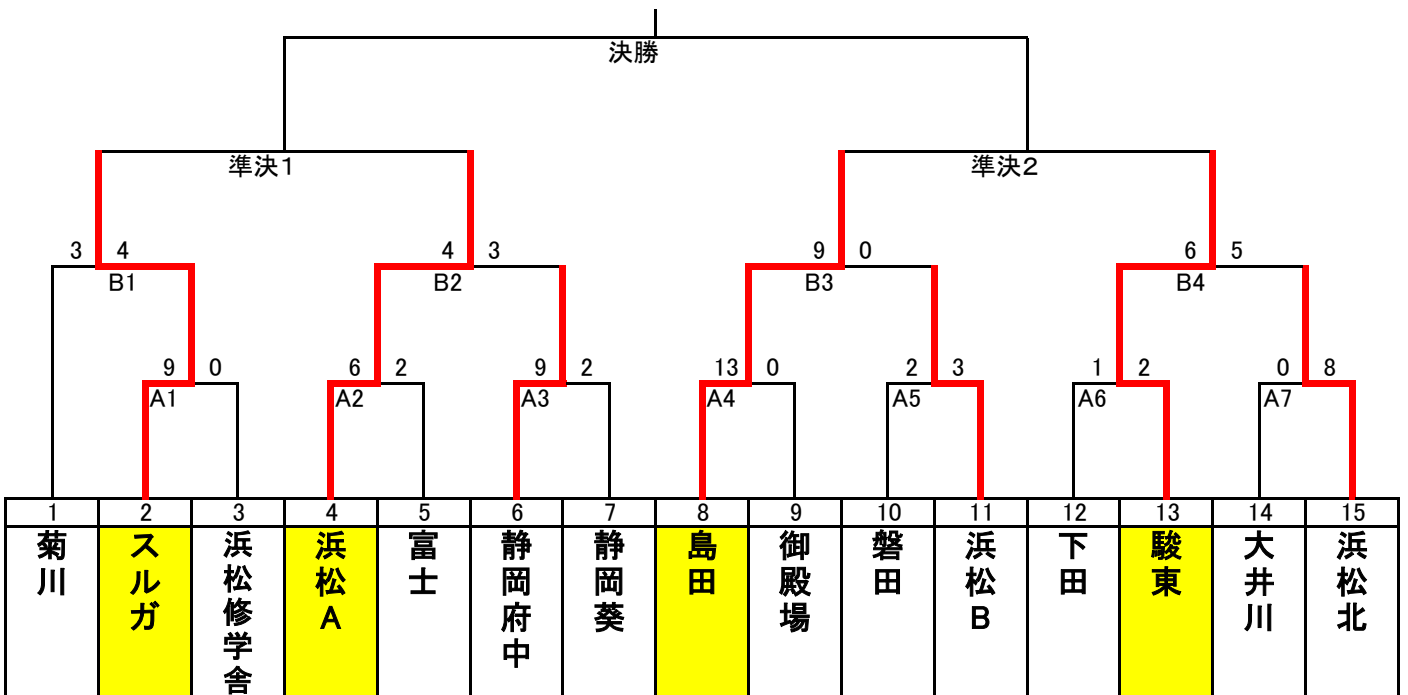 決勝
準決1 準決2
3 4 4 3 9 0 6 5
B1 B2 B3 B4
9 0 6 2 9 2 13 0 2 3 1 2 0 8
A1 A2 A3 A4 A5 A6 A7
1 2 3 4 5 6 7 8 9 10 11 12 13 14 15
菊川
スルガ
浜松修学舎
浜松A
富士
静岡府中
静岡葵
島田
御殿場
磐田
浜松B
下田
駿東
大井川
浜松北